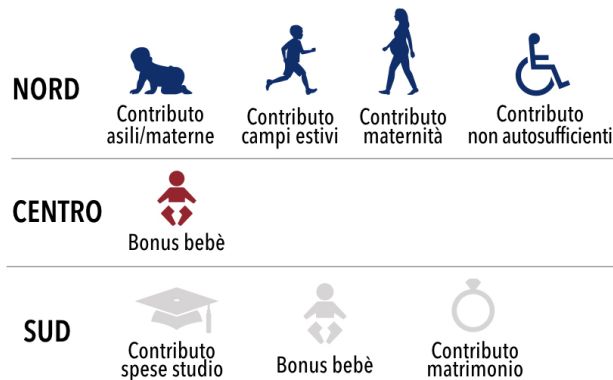 NORD
Contributo
asili/materne
Contributo
campi estivi
Contributo
maternità
Contributo
non autosufficienti
CENTRO
Bonus bebè
SUD
Contributo
spese studio
Bonus bebè
Contributo
matrimonio